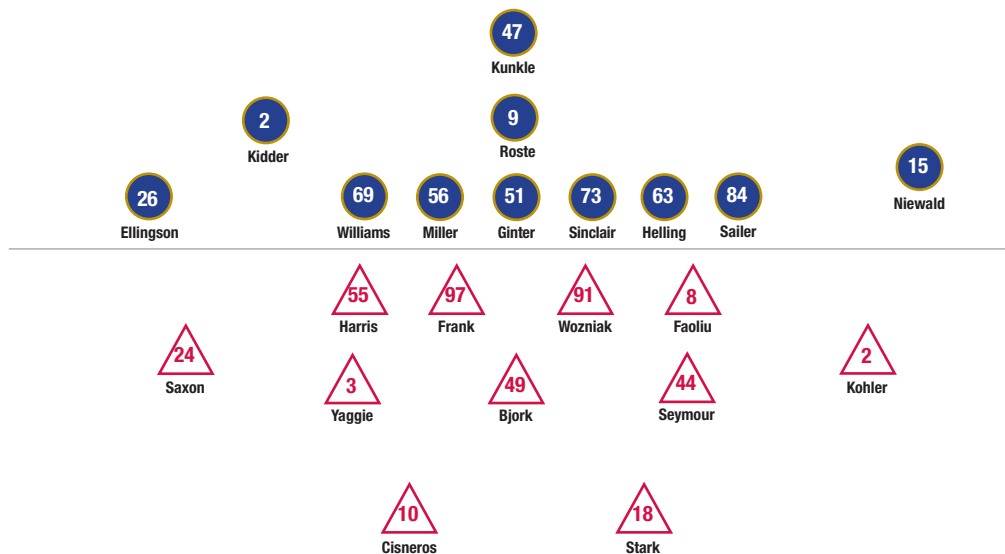 47
Kunkle
2
Kidder
9
Roste
15
Niewald
26
Ellingson
69
Williams
56
Miller
51
Ginter
73
Sinclair
63
Helling
84
Sailer
55
Harris
97
Frank
91
Wozniak
8
Faoliu
24
Saxon
3
Yaggie
49
Bjork
44
Seymour
2
Kohler
10
Cisneros
18
Stark